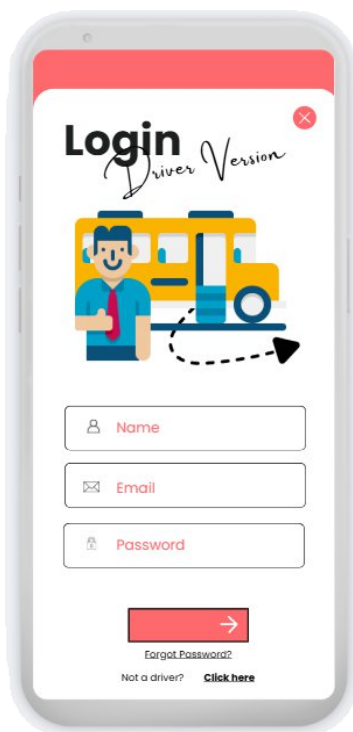 Login
Driver Version
Name
Email
Password
Forgot Password?
Not a driver? Click here